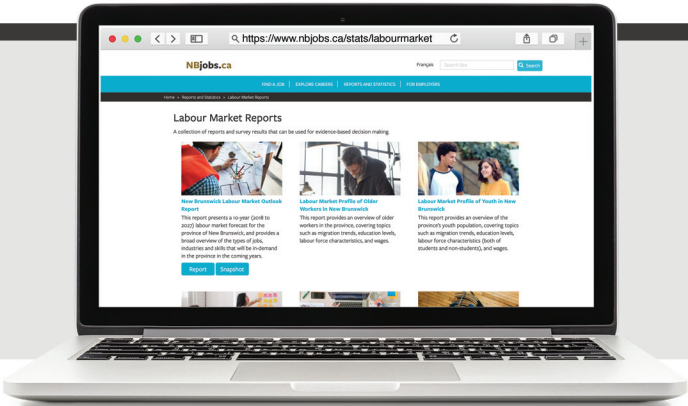 https://www.nbjobs.ca/stats/labourmarket
NBjobs.ca
Français
Search Site
Search
FIND A JOB | EXPLORE CAREERS | REPORTS AND STATISTICS | FOR EMPLOYERS
Home > Reports and Statistics > Labour Market Reports
Labour Market Reports
A collection of reports and survey results that can be used for evidence-based decision making.
New Brunswick Labour Market Outlook
Report
This report presents a 10-year (2018 to
2027) labour market forecast for the
province of New Brunswick, and provides a
broad overview of the types of jobs,
industries and skills that will be in-demand
in the province in the coming years.
Report
Snapshot
Labour Market Profile of Older
Workers in New Brunswick
This report provides an overview of older
workers in the province, covering topics
such as migration trends, education levels,
labour force characteristics, and wages.
Labour Market Profile of Youth in New
Brunswick
This report provides an overview of the
province's youth population, covering topics
such as migration trends, education levels,
labour force characteristics (both of
students and non-students), and wages.